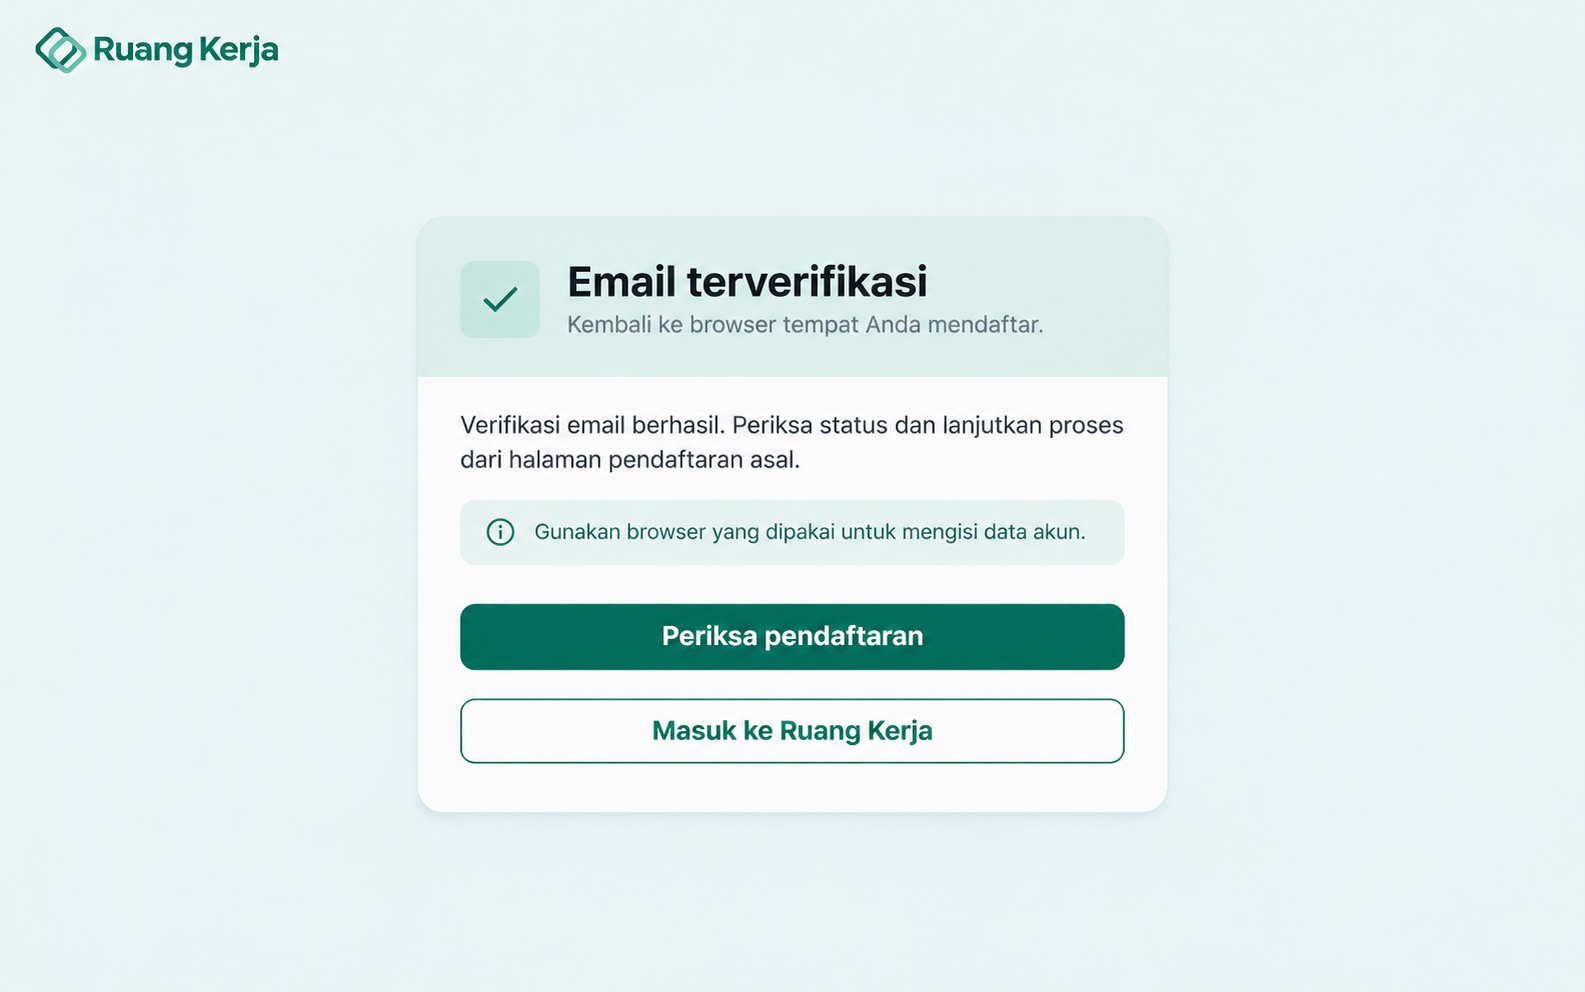 Ruang Kerja
Email terverifikasi
Kembali ke browser tempat Anda mendaftar.
Verifikasi email berhasil. Periksa status dan lanjutkan proses
dari halaman pendaftaran asal.
Gunakan browser yang dipakai untuk mengisi data akun.
Periksa pendaftaran
Masuk ke Ruang Kerja